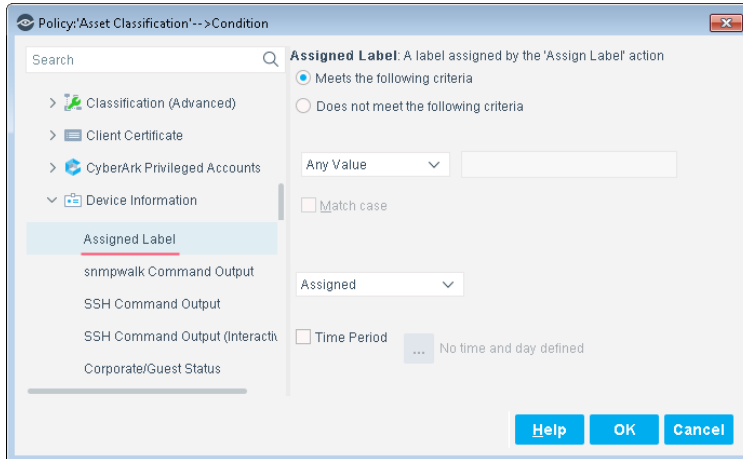 Policy:'Asset Classification'-->Condition
Search
Classification (Advanced)
Client Certificate
CyberArk Privileged Accounts
Device Information
Assigned Label
snmpwalk Command Output
SSH Command Output
SSH Command Output (Interactiv
Corporate/Guest Status
Assigned Label: A label assigned by the 'Assign Label' action
Meets the following criteria
Does not meet the following criteria
Any Value
Match case
Assigned
Time Period
... No time and day defined
Help OK Cancel